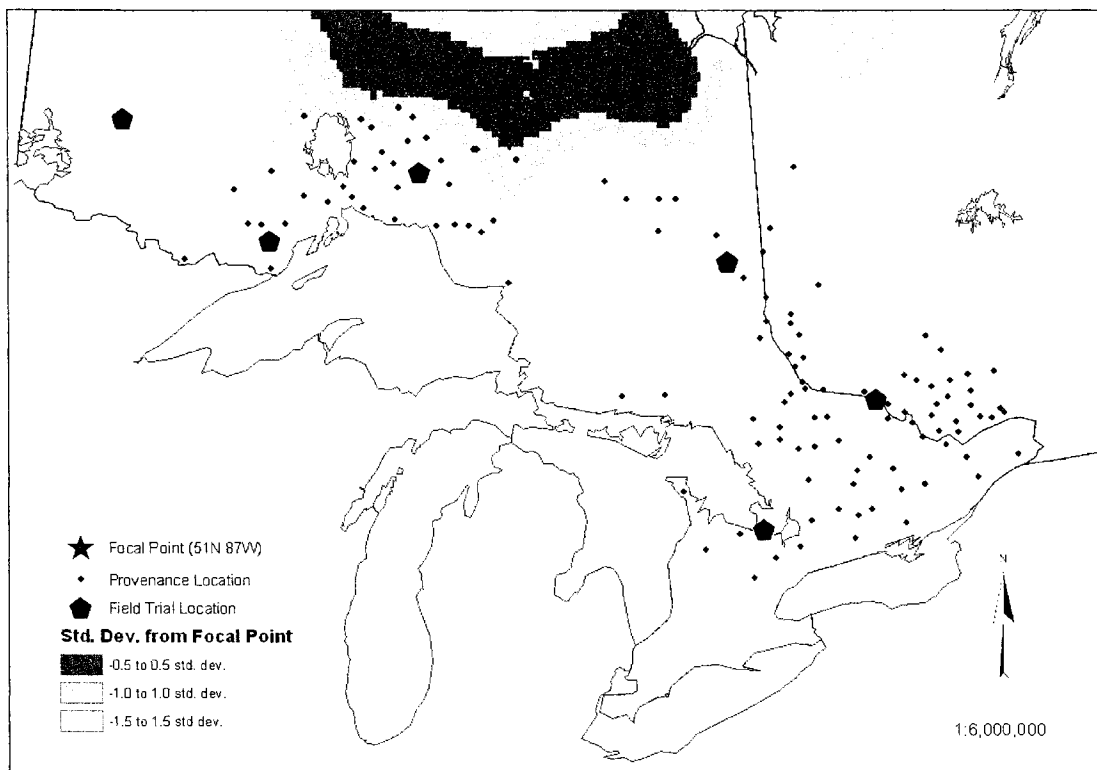 Focal Point (51N 87W)
Provenance Location
Field Trial Location
Std. Dev. from Focal Point
-0.5 to 0.5 std. dev.
-1.0 to 1.0 std. dev.
-1.5 to 1.5 std dev.
N
1:6,000,000